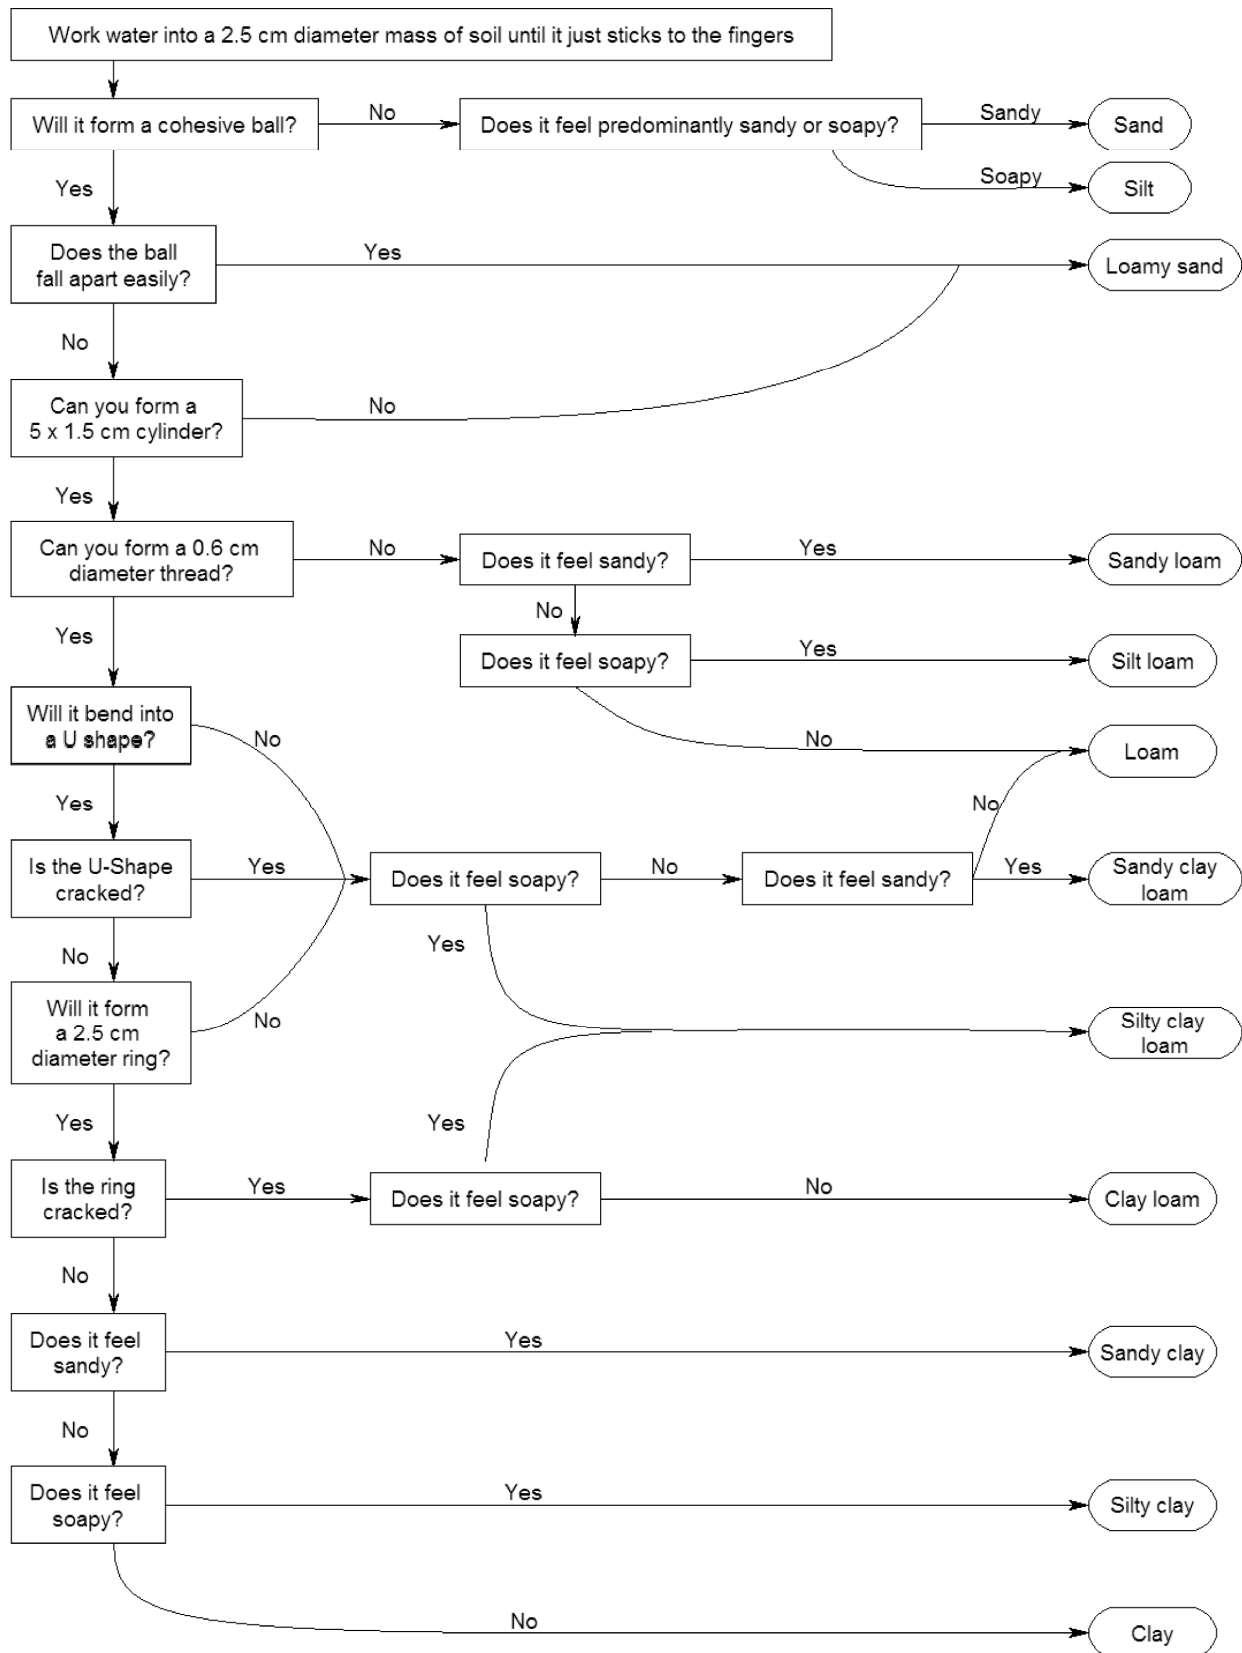 Work water into a 2.5 cm diameter mass of soil until it just sticks to the fingers
Will it form a cohesive ball?
No
Does it feel predominantly sandy or soapy?
Sandy
Sand
Yes
Soapy
Silt
Does the ball
fall apart easily?
Yes
Loamy sand
No
Can you form a
5 x 1.5 cm cylinder?
No
Yes
Can you form a 0.6 cm
diameter thread?
No
Does it feel sandy?
Yes
Sandy loam
No
Yes
Does it feel soapy?
Yes
Silt loam
Will it bend into
a U shape?
No
No
Loam
Yes
No
Is the U-Shape
cracked?
Yes
Does it feel soapy?
No
Does it feel sandy?
Yes
Sandy clay
loam
No
Yes
Will it form
a 2.5 cm
diameter ring?
No
Silty clay
loam
Yes
Yes
Is the ring
cracked?
Yes
Does it feel soapy?
No
Clay loam
No
Does it feel
sandy?
Yes
Sandy clay
No
Does it feel
soapy?
Yes
Silty clay
No
Clay